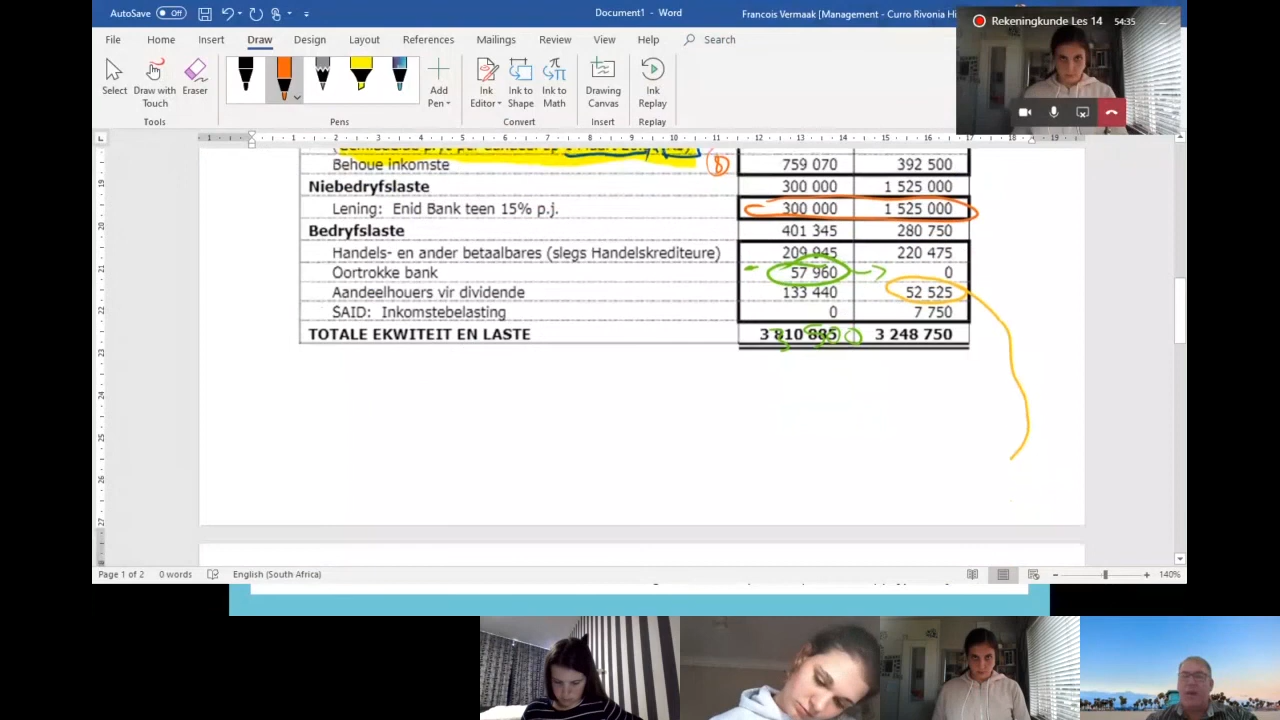 AutoSave Off Document1 - Word Francois Vermaak [Management - Curro Rivonia Hi
Rekeningkunde Les 14 54:35
File Home Insert Draw Design Layout References Mailings Review View Help Search
Select Draw with Touch Eraser Add Ink to Shape Ink to Math Drawing Canvas Ink Replay
Tools Pens Convert Insert Replay
Behoue inkomste 8 759 070 392 500
Niebedryfslaste 300 000 1 525 000
Lening: Enid Bank teen 15% p.j. 300 000 1 525 000
Bedryfslaste 401 345 280 750
Handels- en ander betaalbares (slegs Handelskrediteure) 209 945 220 475
Oortrokke bank 57 960 0
Aandeelhouers vir dividende 133 440 52 525
SAID: Inkomstebelasting 0 7 750
TOTALE EKWITEIT EN LASTE 3 810 885 3 248 750
Page 1 of 2 0 words English (South Africa) 140%